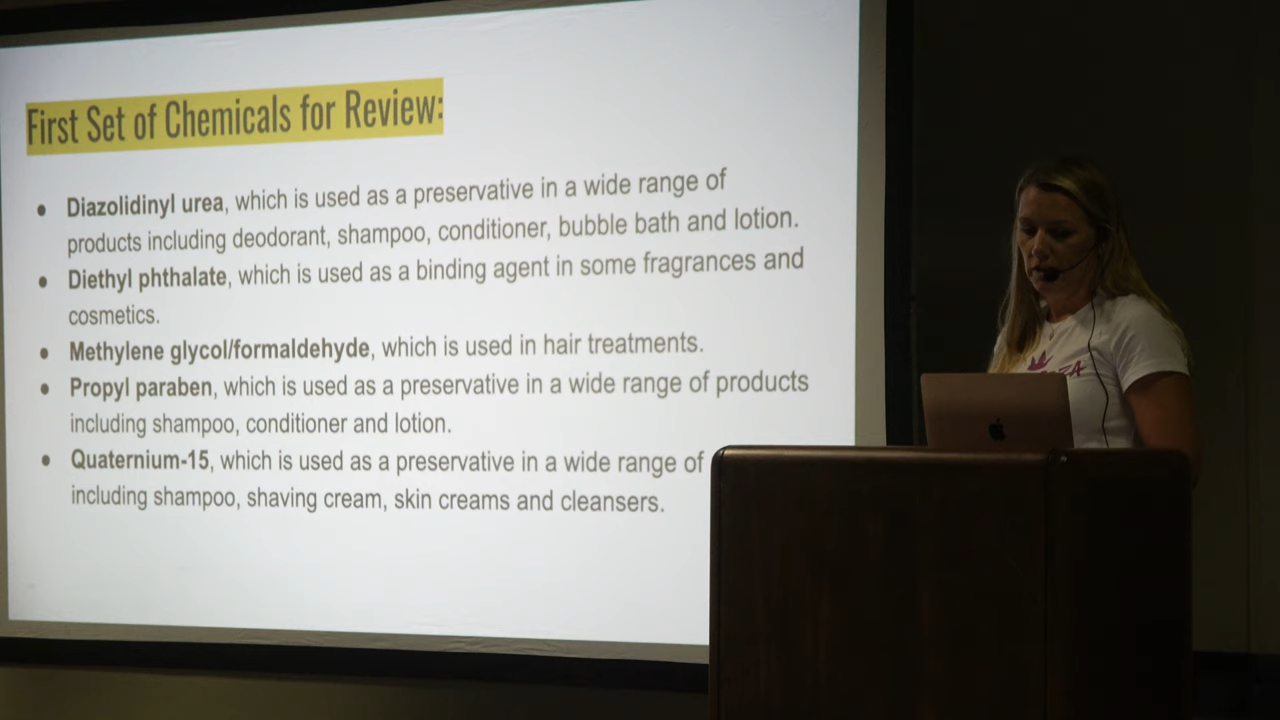 First Set of Chemicals for Review:
● Diazolidinyl urea, which is used as a preservative in a wide range of
products including deodorant, shampoo, conditioner, bubble bath and lotion.
● Diethyl phthalate, which is used as a binding agent in some fragrances and
cosmetics.
● Methylene glycol/formaldehyde, which is used in hair treatments.
● Propyl paraben, which is used as a preservative in a wide range of products
including shampoo, conditioner and lotion.
● Quaternium-15, which is used as a preservative in a wide range of
including shampoo, shaving cream, skin creams and cleansers.